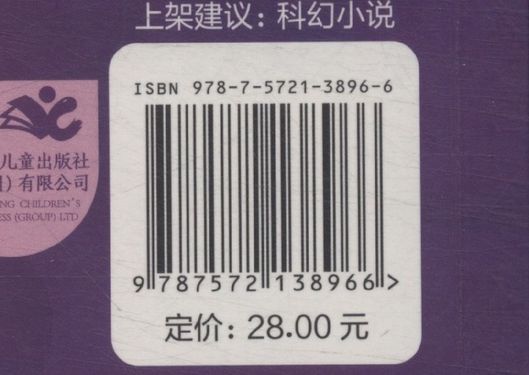 上架建议：科幻小说
ISBN 978-7-5721-3896-6
儿童出版社
有限公司
NG CHILDREN'S
ESS (GROUP) LTD
9 787572 138966 >
定价：28.00 元